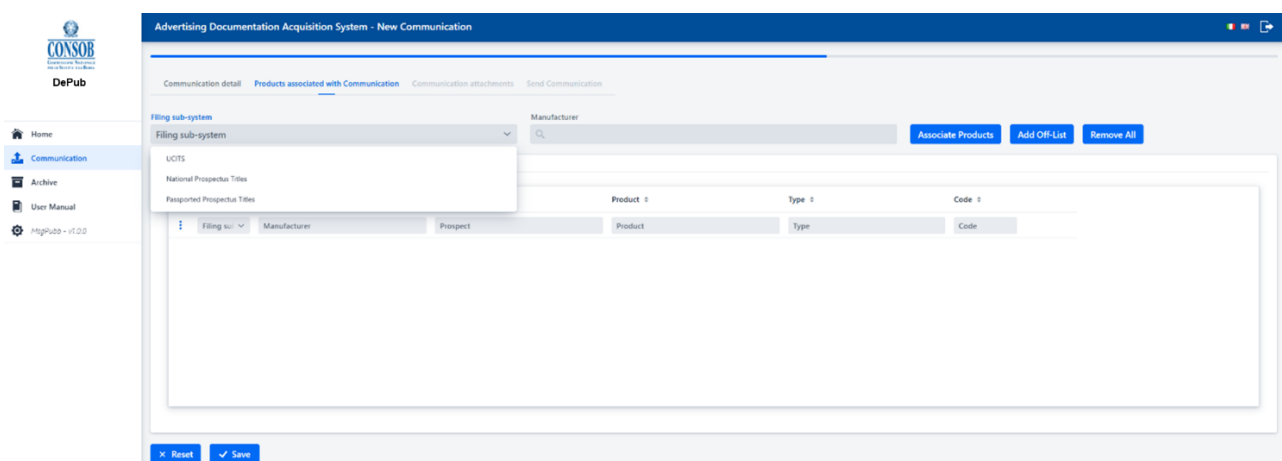 Advertising Documentation Acquisition System - New Communication
CONSOB
DePub
Communication detail Products associated with Communication Communication attachments Send Communication
Filing sub-system Manufacturer
Filing sub-system
Associate Products Add Off-List Remove All
Home
Communication
Archive
User Manual
MsgPubb - v1.0.0
UCITS
National Prospectus Titles
Passported Prospectus Titles
Product Type Code
Filing sul Manufacturer Prospect Product Type Code
Reset Save